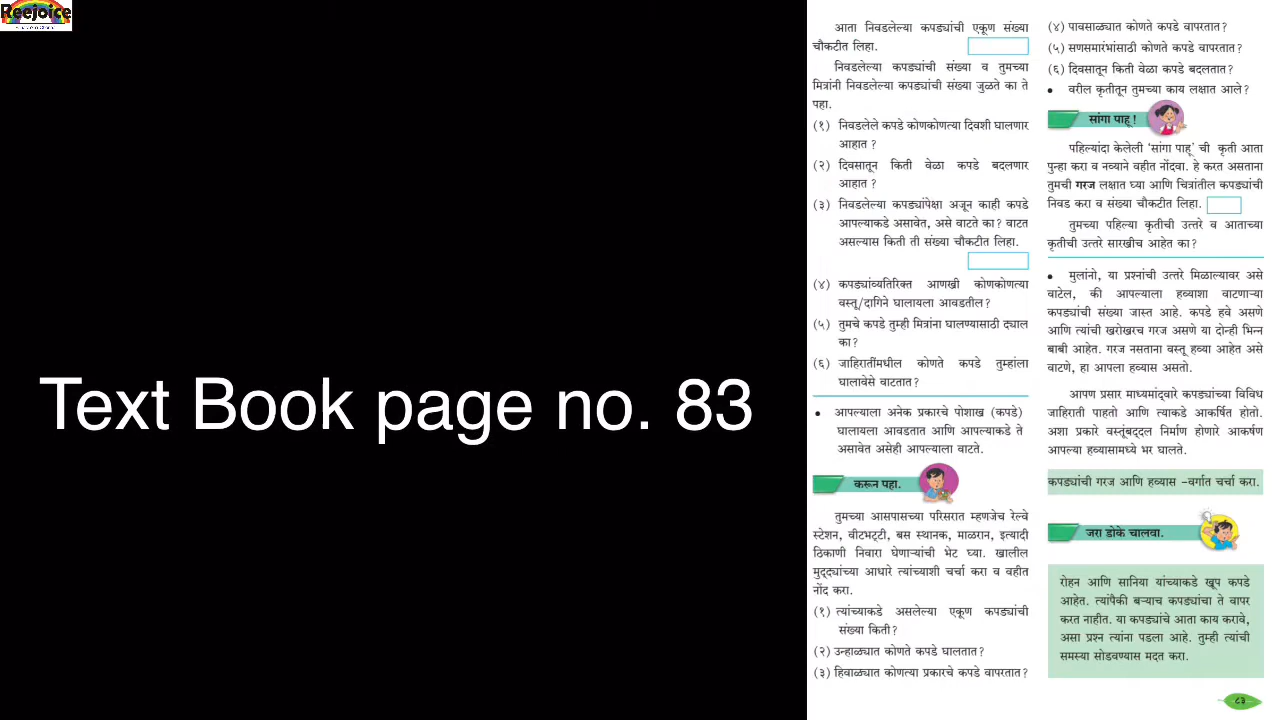 Reejoice
Text Book page no. 83
आता निवडलेल्या कपड्यांची एकूण संख्या
चौकटीत लिहा.
निवडलेल्या कपड्यांची संख्या व तुमच्या
मित्रांनी निवडलेल्या कपड्यांची संख्या जुळते का ते
पहा.
(१) निवडलेले कपडे कोणकोणत्या दिवशी घालणार
आहात ?
(२) दिवसातून किती वेळा कपडे बदलणार
आहात ?
(३) निवडलेल्या कपड्यांपेक्षा अजून काही कपडे
आपल्याकडे असावेत, असे वाटते का? वाटत
असल्यास किती ती संख्या चौकटीत लिहा.
(४) कपड्यांव्यतिरिक्त आणखी कोणकोणत्या
वस्तू/दागिने घालायला आवडतील?
(५) तुमचे कपडे तुम्ही मित्रांना घालण्यासाठी द्याल
का?
(६) जाहिरातींमधील कोणते कपडे तुम्हांला
घालावेसे वाटतात?
• आपल्याला अनेक प्रकारचे पोशाख (कपडे)
घालायला आवडतात आणि आपल्याकडे ते
असावेत असेही आपल्याला वाटते.
करून पहा.
तुमच्या आसपासच्या परिसरात म्हणजेच रेल्वे
स्टेशन, वीटभट्टी, बस स्थानक, माळरान, इत्यादी
ठिकाणी निवारा घेणाऱ्यांची भेट घ्या. खालील
मुद्द्यांच्या आधारे त्यांच्याशी चर्चा करा व वहीत
नोंद करा.
(१) त्यांच्याकडे असलेल्या एकूण कपड्यांची
संख्या किती?
(२) उन्हाळ्यात कोणते कपडे घालतात?
(३) हिवाळ्यात कोणत्या प्रकारचे कपडे वापरतात?
(४) पावसाळ्यात कोणते कपडे वापरतात?
(५) सणसमारंभांसाठी कोणते कपडे वापरतात?
(६) दिवसातून किती वेळा कपडे बदलतात?
• वरील कृतीतून तुमच्या काय लक्षात आले?
सांगा पाहू !
पहिल्यांदा केलेली 'सांगा पाहू' ची कृती आता
पुन्हा करा व नव्याने वहीत नोंदवा. हे करत असताना
तुमची गरज लक्षात घ्या आणि चित्रांतील कपड्यांची
निवड करा व संख्या चौकटीत लिहा.
तुमच्या पहिल्या कृतीची उत्तरे व आताच्या
कृतीची उत्तरे सारखीच आहेत का?
• मुलांनो, या प्रश्नांची उत्तरे मिळाल्यावर असे
वाटेल, की आपल्याला हव्याशा वाटणाऱ्या
कपड्यांची संख्या जास्त आहे. कपडे हवे असणे
आणि त्यांची खरोखरच गरज असणे या दोन्ही भिन्न
बाबी आहेत. गरज नसताना वस्तू हव्या आहेत असे
वाटणे, हा आपला हव्यास असतो.
आपण प्रसार माध्यमांद्वारे कपड्यांच्या विविध
जाहिराती पाहतो आणि त्याकडे आकर्षित होतो.
अशा प्रकारे वस्तूंबद्दल निर्माण होणारे आकर्षण
आपल्या हव्यासामध्ये भर घालते.
कपड्यांची गरज आणि हव्यास -वर्गात चर्चा करा.
जरा डोके चालवा.
रोहन आणि सानिया यांच्याकडे खूप कपडे
आहेत. त्यांपैकी बऱ्याच कपड्यांचा ते वापर
करत नाहीत. या कपड्यांचे आता काय करावे,
असा प्रश्न त्यांना पडला आहे. तुम्ही त्यांची
समस्या सोडवण्यास मदत करा.
८३